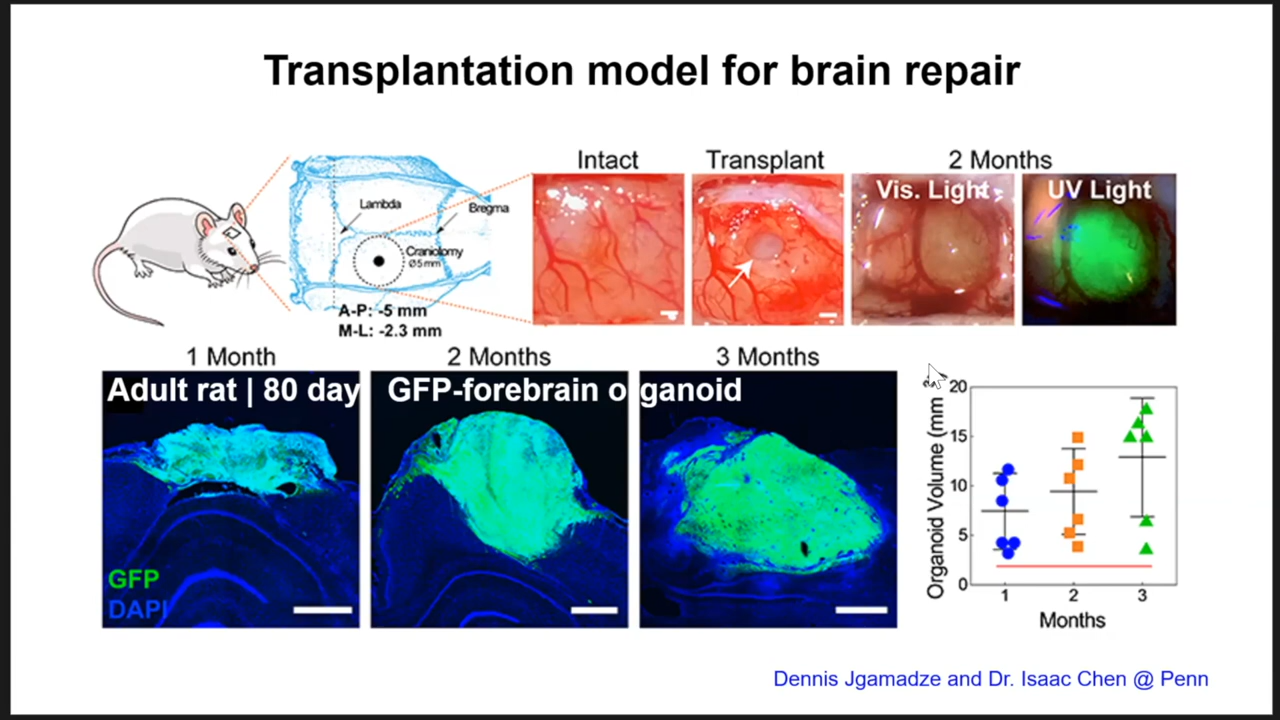 Transplantation model for brain repair
Intact
Transplant
2 Months
Vis. Light
UV Light
Lambda
Bregma
Craniotomy
Ø5 mm
A-P: -5 mm
M-L: -2.3 mm
1 Month
2 Months
3 Months
Adult rat | 80 day GFP-forebrain organoid
GFP
DAPI
Organoid Volume (mm
20
15
10
5
0
1 2 3
Months
Dennis Jgamadze and Dr. Isaac Chen @ Penn